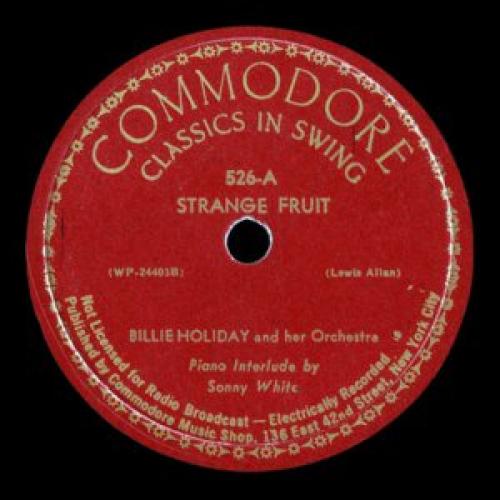 COMMODORE
CLASSICS IN SWING
526-A
STRANGE FRUIT
(WP-24403B) (Lewis Allan)
BILLIE HOLIDAY and her Orchestra
Piano Interlude by
Sonny White
Not Licensed for Radio Broadcast — Electrically Recorded
Published by Commodore Music Shop, 136 East 42nd Street, New York City